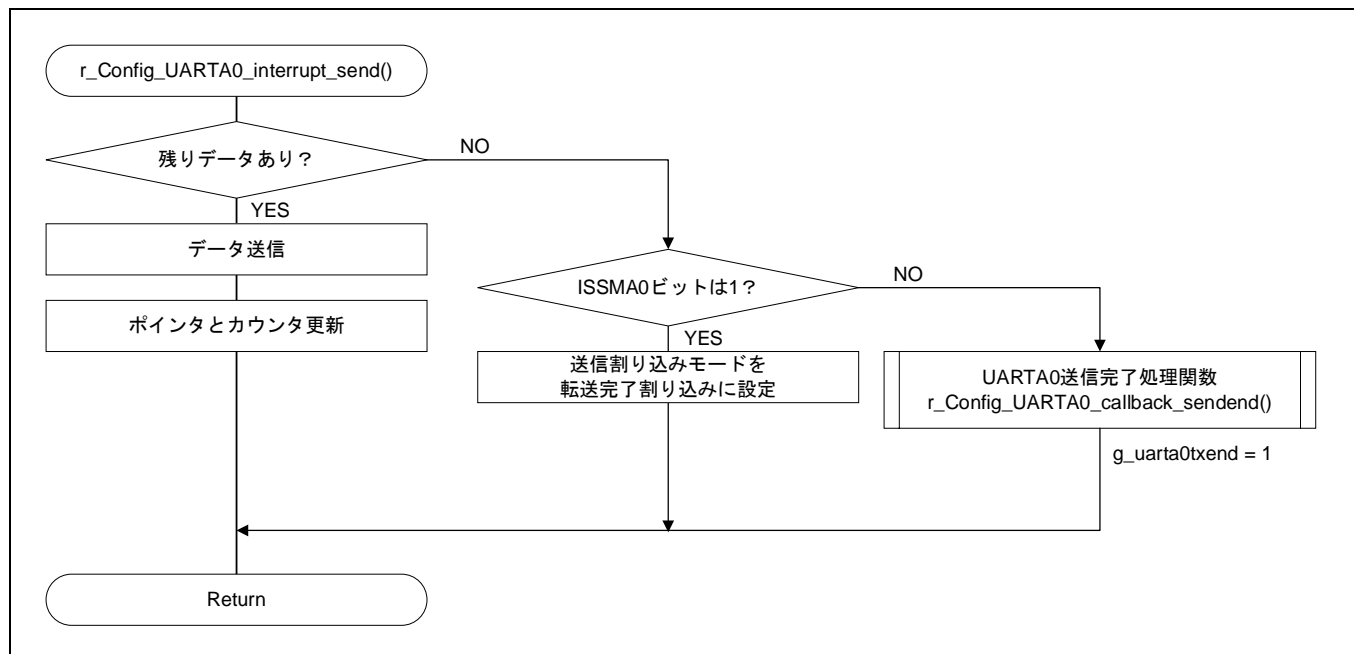 r_Config_UARTA0_interrupt_send()
残りデータあり？
NO
YES
データ送信
ポインタとカウンタ更新
ISSMA0ビットは1？
NO
YES
送信割り込みモードを
転送完了割り込みに設定
UARTA0送信完了処理関数
r_Config_UARTA0_callback_sendend()
g_uarta0txend = 1
Return